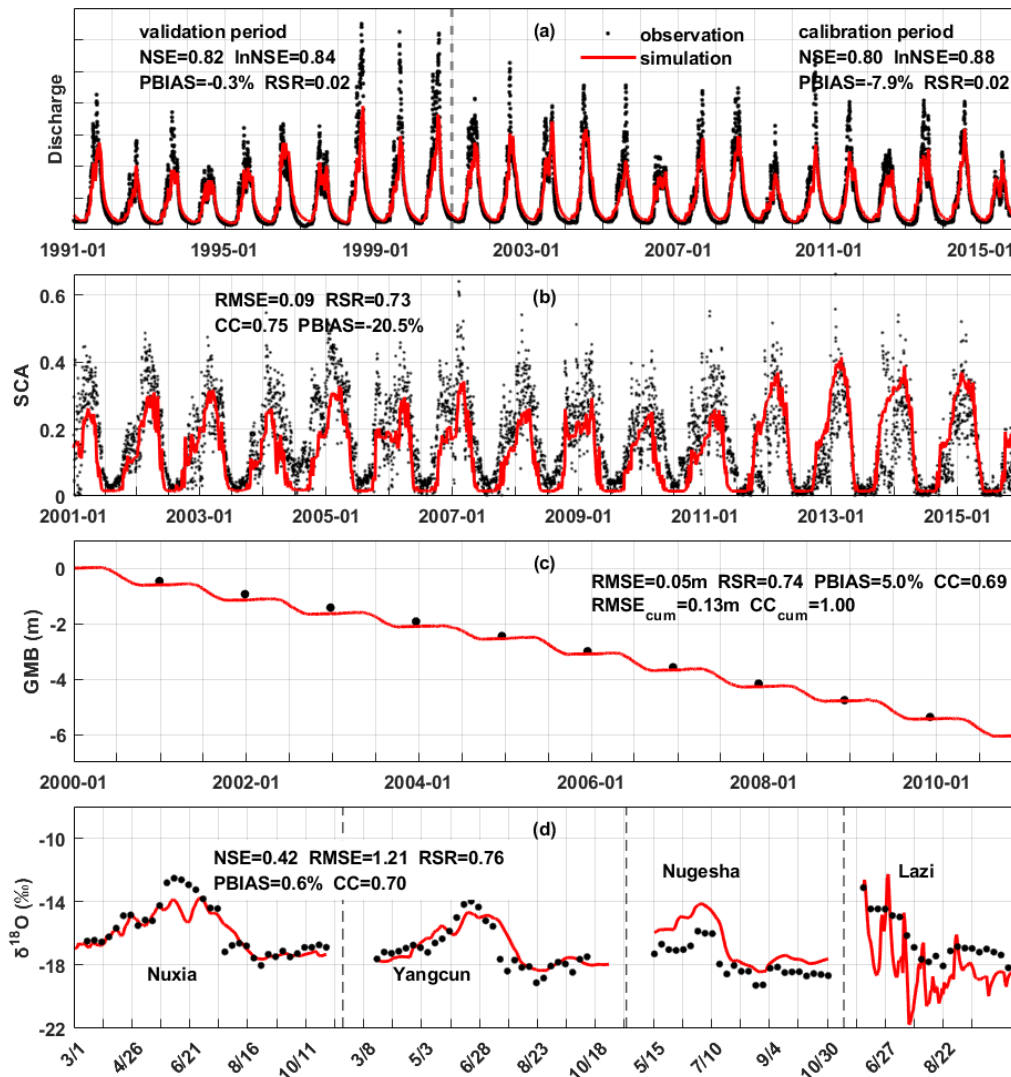 validation period
NSE=0.82 lnNSE=0.84
PBIAS=-0.3% RSR=0.02
(a)
observation
simulation
calibration period
NSE=0.80 lnNSE=0.88
PBIAS=-7.9% RSR=0.02
Discharge
1991-01 1995-01 1999-01 2003-01 2007-01 2011-01 2015-01
RMSE=0.09 RSR=0.73
CC=0.75 PBIAS=-20.5%
(b)
SCA
0.6
0.4
0.2
0
2001-01 2003-01 2005-01 2007-01 2009-01 2011-01 2013-01 2015-01
(c)
RMSE=0.05m RSR=0.74 PBIAS=5.0% CC=0.69
RMSEcum=0.13m CCcum=1.00
GMB (m)
0
-2
-4
-6
2000-01 2002-01 2004-01 2006-01 2008-01 2010-01
(d)
NSE=0.42 RMSE=1.21 RSR=0.76
PBIAS=0.6% CC=0.70
δ18O (‰)
-10
-14
-18
-22
Nuxia
Yangcun
Nugesha
Lazi
3/1 4/26 6/21 8/16 10/11 3/8 5/3 6/28 8/23 10/18 5/15 7/10 9/4 10/30 6/27 8/22